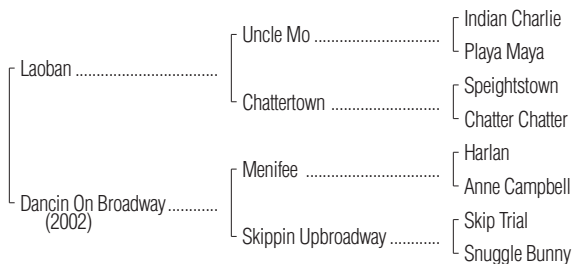 Indian Charlie
Uncle Mo ..................................
Playa Maya
Laoban .......................................
Speightstown
Chattertown ..............................
Chatter Chatter
Harlan
Menifee ....................................
Anne Campbell
Dancin On Broadway .............
(2002)
Skip Trial
Skippin Upbroadway .............
Snuggle Bunny